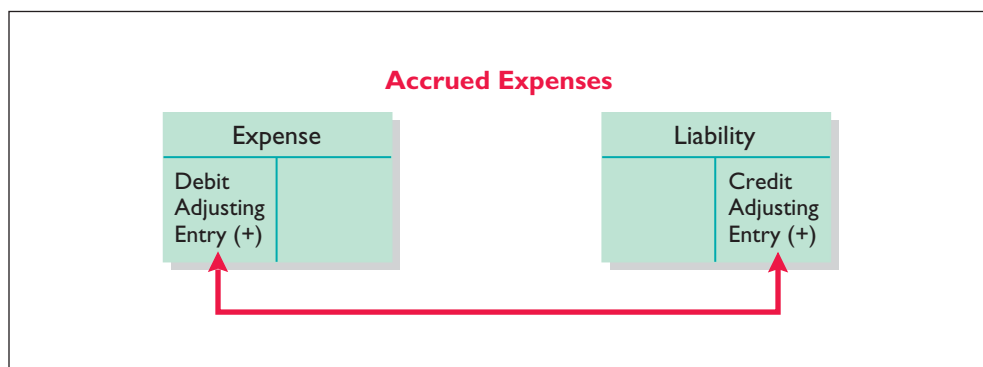 Accrued Expenses
Expense
Debit
Adjusting
Entry (+)
Liability
Credit
Adjusting
Entry (+)